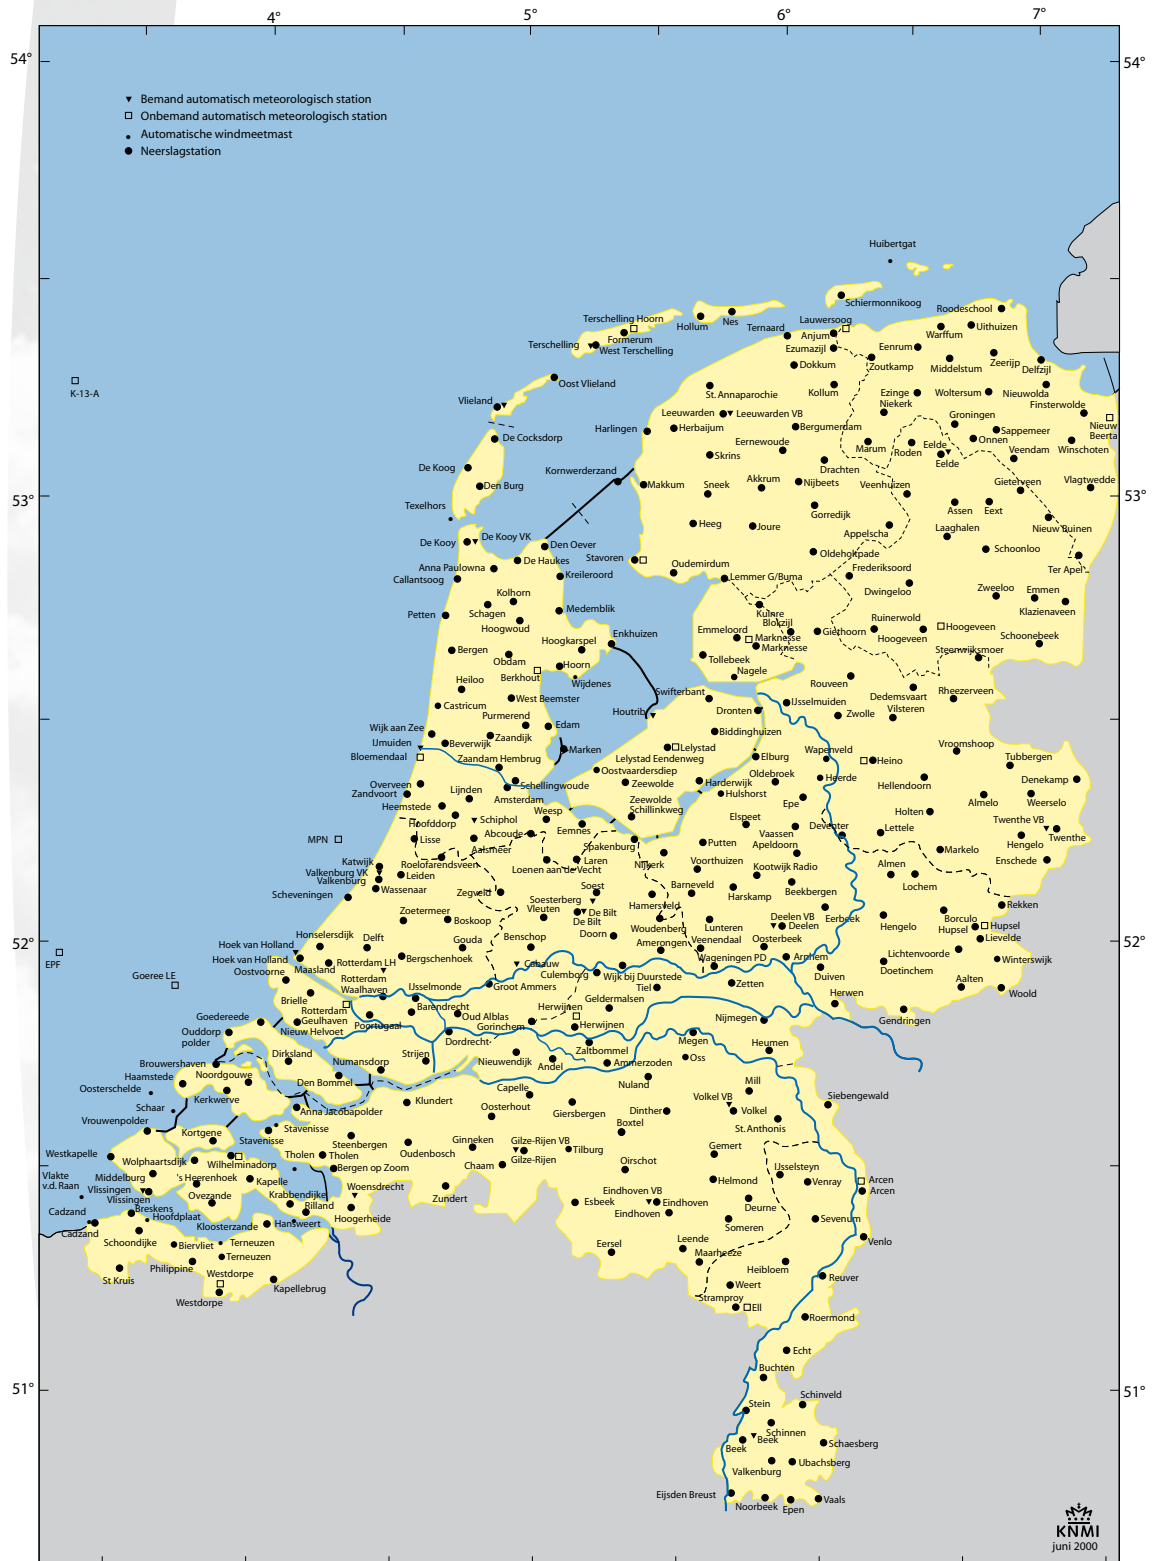 4°
5°
6°
7°
54°
54°
Bemand automatisch meteorologisch station
Onbemand automatisch meteorologisch station
Automatische windmeetmast
Neerslagstation
Huibertgat
Schiermonnikoog
Roodeschool
Terschelling Hoorn
Hollum
Nes
Ternaard
Lauwersoog
Anjum
Warffum
Uithuizen
Formerum
Terschelling
West Terschelling
Ezumazijl
Eenrum
Dokkum
Zoutkamp
Middelstum
Zeerijp
Delfzijl
K-13-A
Oost Vlieland
St. Annaparochie
Kollum
Ezinge
Woltersum
Nieuwolda
Vlieland
Niekerk
Finsterwolde
Leeuwarden
Leeuwarden VB
Groningen
Nieuw
Beerta
Harlingen
Herbaijum
Bergumerdam
Sappemeer
De Cocksdorp
Eernewoude
Marum
Roden
Eelde
Onnen
Winschoten
Skrins
Eelde
Veendam
De Koog
Kornwerderzand
Drachten
Den Burg
Makkum
Sneek
Akkrum
Nijbeets
Veenhuizen
Gieterveen
Vlagtwedde
53°
53°
Texelhors
Gorredijk
Assen
Eext
Heeg
Joure
Appelscha
Laaghalen
Nieuw Buinen
De Kooy
De Kooy VK
Den Oever
Oldeholtpade
Schoonloo
Stavoren
De Haukes
Ter Apel
Anna Paulowna
Kreileroord
Oudemirdum
Lemmer G/Buma
Frederiksoord
Callantsoog
Dwingeloo
Zweeloo
Emmen
Kolhorn
Kuinre
Klazienaveen
Petten
Schagen
Medemblik
Blokzijl
Ruinerwold
Hoogwoud
Emmeloord
Giethoorn
Hoogeveen
Hoogkarspel
Enkhuizen
Marknesse
Hoogeveen
Schoonebeek
Bergen
Marknesse
Obdam
Tollebeek
Steenwijksmoer
Hoorn
Berkhout
Nagele
Rouveen
Heiloo
Wijdenes
Swifterbant
Dedemsvaart
Rheezerveen
Castricum
West Beemster
Houtrib
Dronten
IJsselmuiden
Zwolle
Vilsteren
Purmerend
Edam
Wijk aan Zee
Zaandijk
Biddinghuizen
IJmuiden
Beverwijk
Marken
Lelystad
Wapenveld
Vroomshoop
Bloemendaal
Zaandam Hembrug
Lelystad Eendenweg
Elburg
Heino
Tubbergen
Oostvaardersdiep
Oldebroek
Heerde
Denekamp
Overveen
Schellingwoude
Zeewolde
Harderwijk
Hellendoorn
Zandvoort
Lijnden
Amsterdam
Hulshorst
Epe
Almelo
Weerselo
Heemstede
Zeewolde
Schillinkweg
Holten
Hoofddorp
Schiphol
Weesp
Elspeet
Vaassen
Deventer
Lettele
Twenthe VB
MPN
Abcoude
Eemnes
Twenthe
Lisse
Aalsmeer
Spakenburg
Putten
Apeldoorn
Hengelo
Katwijk
Roelofarendsveen
Laren
Nijkerk
Markelo
Enschede
Valkenburg VK
Leiden
Loenen aan de Vecht
Voorthuizen
Kootwijk Radio
Almen
Valkenburg
Wassenaar
Zegveld
Soest
Barneveld
Harskamp
Beekbergen
Lochem
Scheveningen
Soesterberg
Hamersveld
Rekken
Zoetermeer
Boskoop
Vleuten
De Bilt
De Bilt
Lunteren
Deelen VB
Eerbeek
Borculo
Honselersdijk
Delft
Doorn
Woudenberg
Deelen
Hengelo
Hupsel
Hupsel
52°
52°
Hoek van Holland
Gouda
Benschop
Amerongen
Veenendaal
Oosterbeek
Lievelde
EPF
Hoek van Holland
Maasland
Rotterdam LH
Bergschenhoek
Cabauw
Wageningen PD
Arnhem
Lichtenvoorde
Winterswijk
Oostvoorne
Rotterdam
Culemborg
Wijk bij Duurstede
Duiven
Doetinchem
Goeree LE
Waalhaven
IJsselmonde
Groot Ammers
Tiel
Zetten
Aalten
Woold
Brielle
Geldermalsen
Herwen
Rotterdam
Geulhaven
Barendrecht
Oud Alblas
Herwijnen
Gendringen
Goedereede
Poortugaal
Gorinchem
Herwijnen
Nijmegen
Ouddorp
polder
Nieuw Helvoet
Dordrecht
Zaltbommel
Megen
Dirksland
Strijen
Nieuwendijk
Heumen
Brouwershaven
Numansdorp
Andel
Ammerzoden
Oss
Haamstede
Noordgouwe
Den Bommel
Nuland
Oosterschelde
Kerkwerve
Capelle
Mill
Schaar
Anna Jacobapolder
Klundert
Giersbergen
Volkel VB
Siebengewald
Vrouwenpolder
Oosterhout
Dinther
Volkel
Kortgene
Stavenisse
Boxtel
St. Anthonis
Stavenisse
Steenbergen
Ginneken
Gilze-Rijen VB
Westkapelle
Wolphaartsdijk
Wilhelminadorp
Tholen
Tholen
Oudenbosch
Tilburg
Gemert
Bergen op Zoom
Chaam
Gilze-Rijen
Oirschot
IJsselsteyn
Vlakte
v.d. Raan
Middelburg
's Heerenhoek
Kapelle
Helmond
Venray
Arcen
Arcen
Vlissingen
Vlissingen
Ovezande
Krabbendijke
Woensdrecht
Zundert
Eindhoven VB
Breskens
Rilland
Esbeek
Eindhoven
Deurne
Cadzand
Hoofdplaat
Kloosterzande
Hansweert
Hoogerheide
Eindhoven
Someren
Sevenum
Cadzand
Schoondijke
Biervliet
Terneuzen
Eersel
Leende
Venlo
Terneuzen
Maarheeze
St Kruis
Philippine
Westdorpe
Heibloem
Reuver
Westdorpe
Kapellebrug
Weert
Stramproy
Ell
Roermond
Echt
51°
51°
Buchten
Stein
Schinveld
Schinnen
Beek
Beek
Schaesberg
Valkenburg
Ubachsberg
Eijsden Breust
Noorbeek
Epen
Vaals
KNMI
juni 2000